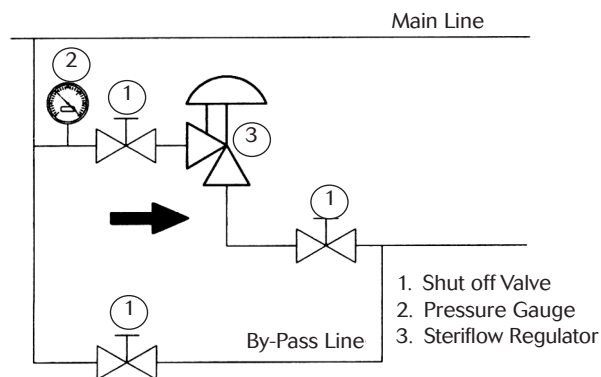 Main Line
2
1
3
1
1. Shut off Valve
2. Pressure Gauge
3. Steriflow Regulator
1
By-Pass Line